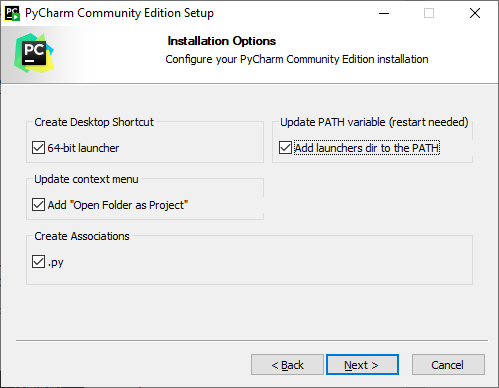 PyCharm Community Edition Setup
PC
Installation Options
Configure your PyCharm Community Edition installation
Create Desktop Shortcut
64-bit launcher
Update PATH variable (restart needed)
Add launchers dir to the PATH
Update context menu
Add "Open Folder as Project"
Create Associations
.py
< Back
Next >
Cancel